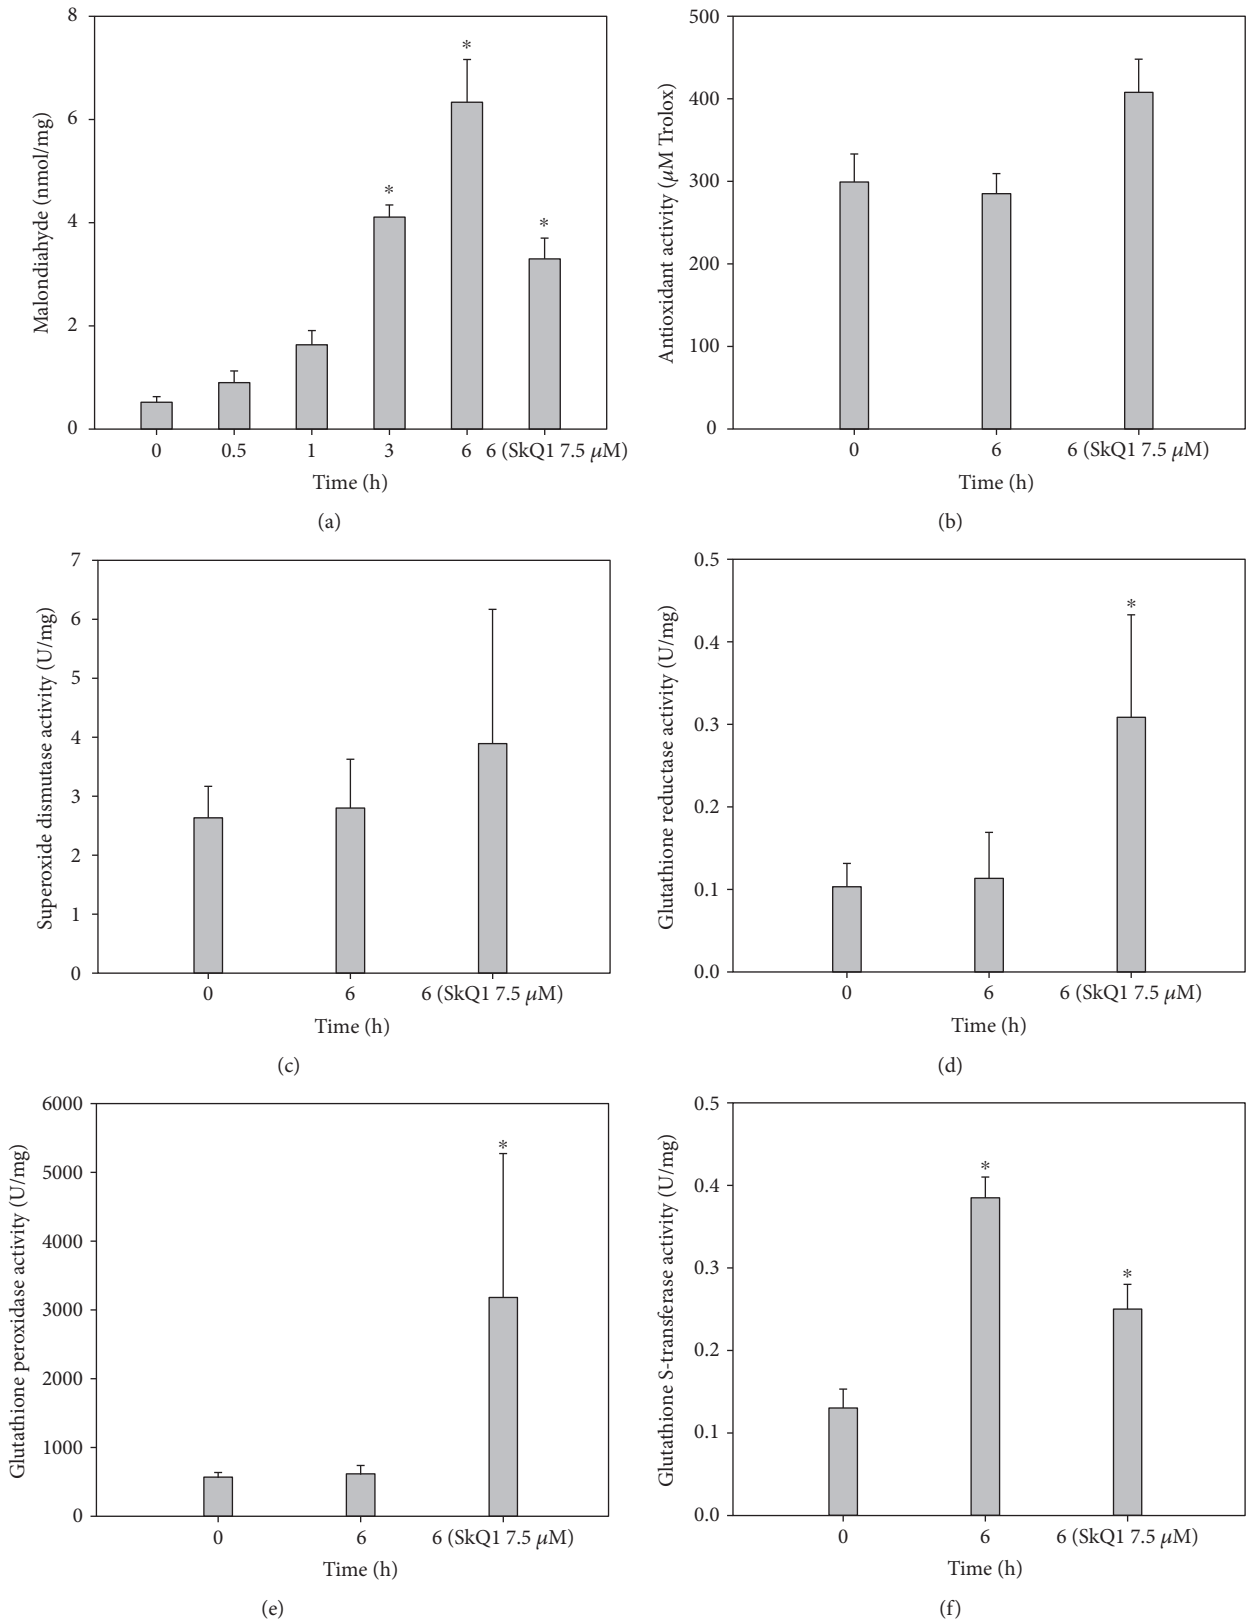 8
6
4
2
0
Malondiahyde (nmol/mg)
*
*
*
0 0.5 1 3 6 6 (SkQ1 7.5 μM)
Time (h)
(a)
500
400
300
200
100
0
Antioxidant activity (μM Trolox)
0 6 6 (SkQ1 7.5 μM)
Time (h)
(b)
7
6
5
4
3
2
1
0
Superoxide dismutase activity (U/mg)
0 6 6 (SkQ1 7.5 μM)
Time (h)
(c)
0.5
0.4
0.3
0.2
0.1
0.0
Glutathione reductase activity (U/mg)
*
0 6 6 (SkQ1 7.5 μM)
Time (h)
(d)
6000
5000
4000
3000
2000
1000
0
Glutathione peroxidase activity (U/mg)
*
0 6 6 (SkQ1 7.5 μM)
Time (h)
(e)
0.5
0.4
0.3
0.2
0.1
0.0
Glutathione S-transferase activity (U/mg)
*
*
0 6 6 (SkQ1 7.5 μM)
Time (h)
(f)